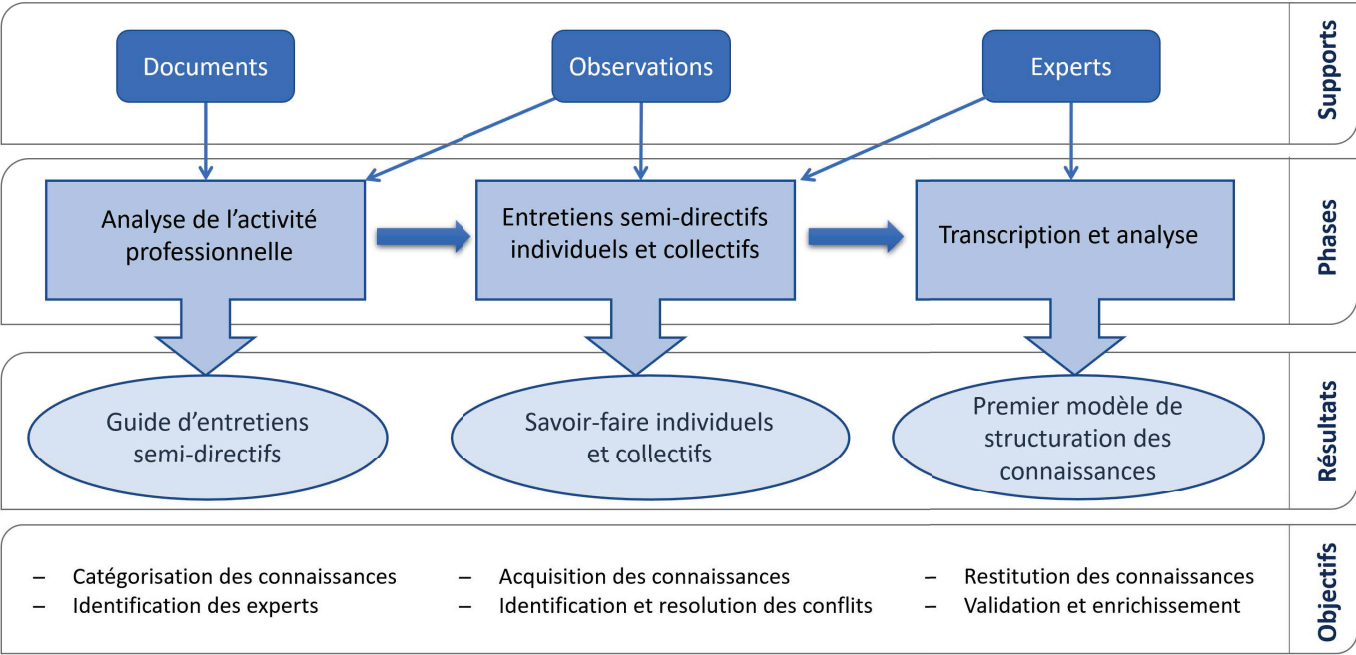 Documents
Observations
Experts
Supports
Analyse de l’activité
professionnelle
Entretiens semi-directifs
individuels et collectifs
Transcription et analyse
Phases
Guide d’entretiens
semi-directifs
Savoir-faire individuels
et collectifs
Premier modèle de
structuration des
connaissances
Résultats
– Catégorisation des connaissances
– Identification des experts
– Acquisition des connaissances
– Identification et resolution des conflits
– Restitution des connaissances
– Validation et enrichissement
Objectifs